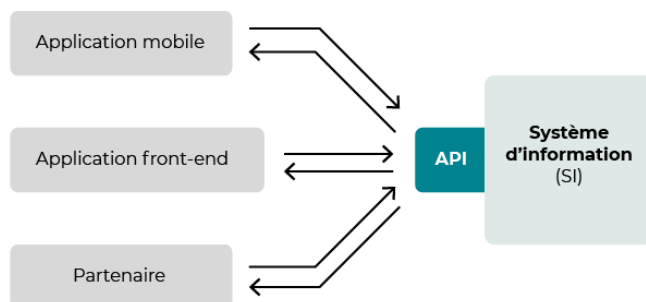 Application mobile
Application front-end
Partenaire
API
Système
d'information
(SI)